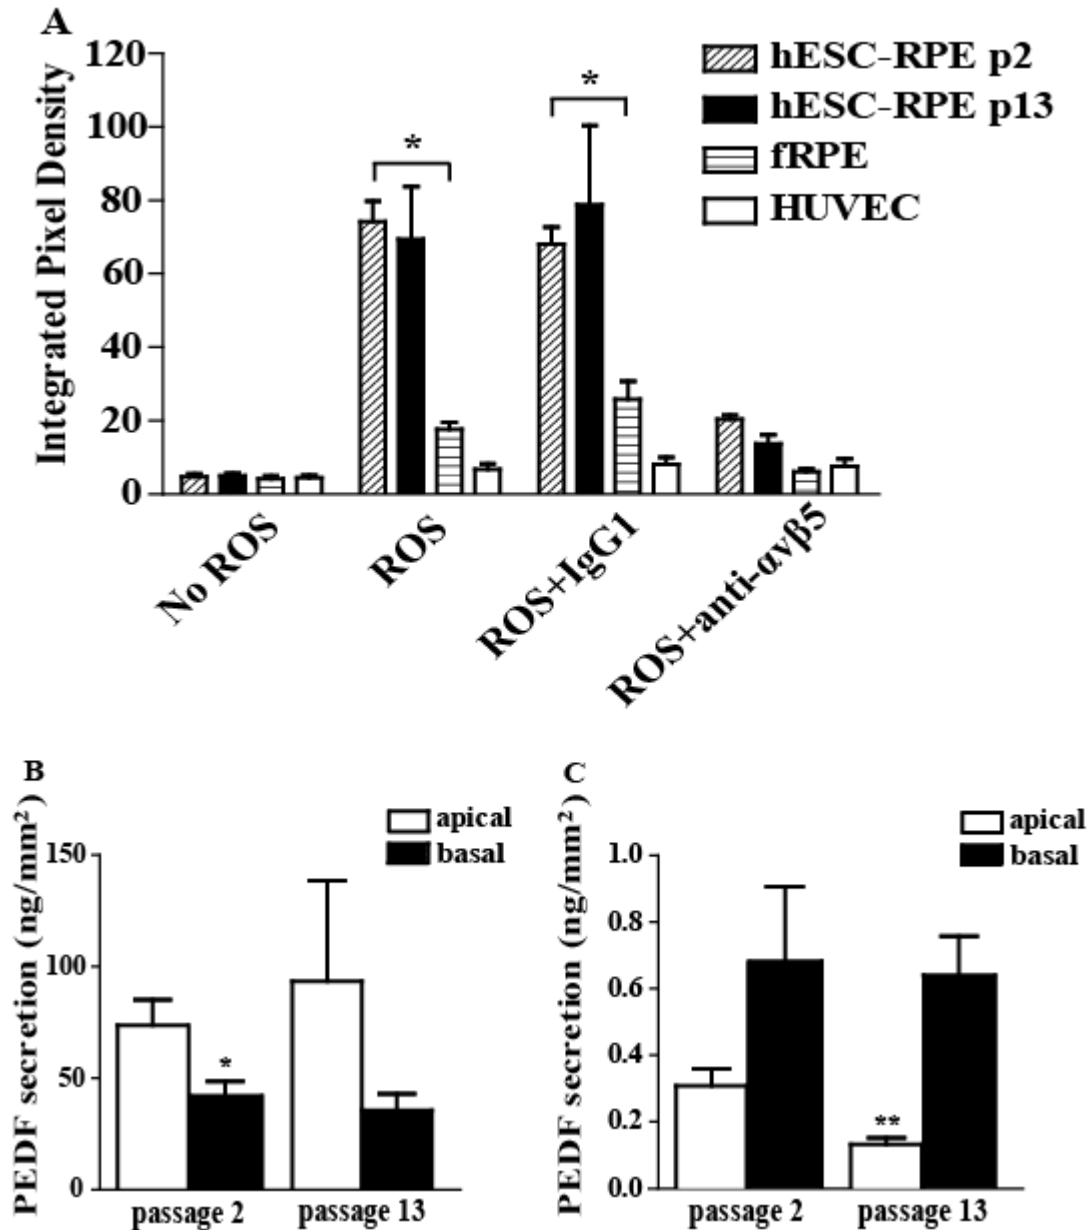 A
120
100
80
60
40
20
0
Integrated Pixel Density
*
*
hESC-RPE p2
hESC-RPE p13
fRPE
HUVEC
No ROS
ROS
ROS+IgG1
ROS+anti-αvβ5
B
PEDF secretion (ng/mm²)
apical
basal
150
100
50
0
*
passage 2
passage 13
C
PEDF secretion (ng/mm²)
apical
basal
1.0
0.8
0.6
0.4
0.2
0.0
**
passage 2
passage 13